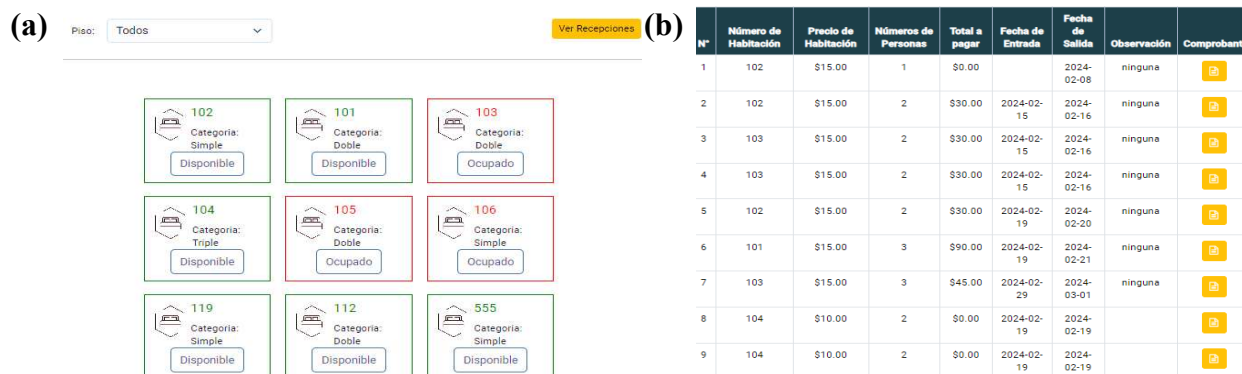 (a)
Piso: Todos
Ver Recepciones
102
Categoria:
Simple
Disponible
101
Categoria:
Doble
Disponible
103
Categoria:
Doble
Ocupado
104
Categoria:
Triple
Disponible
105
Categoria:
Doble
Ocupado
106
Categoria:
Simple
Ocupado
119
Categoria:
Simple
Disponible
112
Categoria:
Doble
Disponible
555
Categoria:
Simple
Disponible
(b)
N° Número de Habitación Precio de Habitación Números de Personas Total a pagar Fecha de Entrada Fecha de Salida Observación Comprobant
1 102 $15.00 1 $0.00 2024-02-08 ninguna
2 102 $15.00 2 $30.00 2024-02-15 2024-02-16 ninguna
3 103 $15.00 2 $30.00 2024-02-15 2024-02-16 ninguna
4 103 $15.00 2 $30.00 2024-02-15 2024-02-16 ninguna
5 102 $15.00 2 $30.00 2024-02-19 2024-02-20 ninguna
6 101 $15.00 3 $90.00 2024-02-19 2024-02-21 ninguna
7 103 $15.00 3 $45.00 2024-02-29 2024-03-01 ninguna
8 104 $10.00 2 $0.00 2024-02-19 2024-02-19
9 104 $10.00 2 $0.00 2024-02-19 2024-02-19